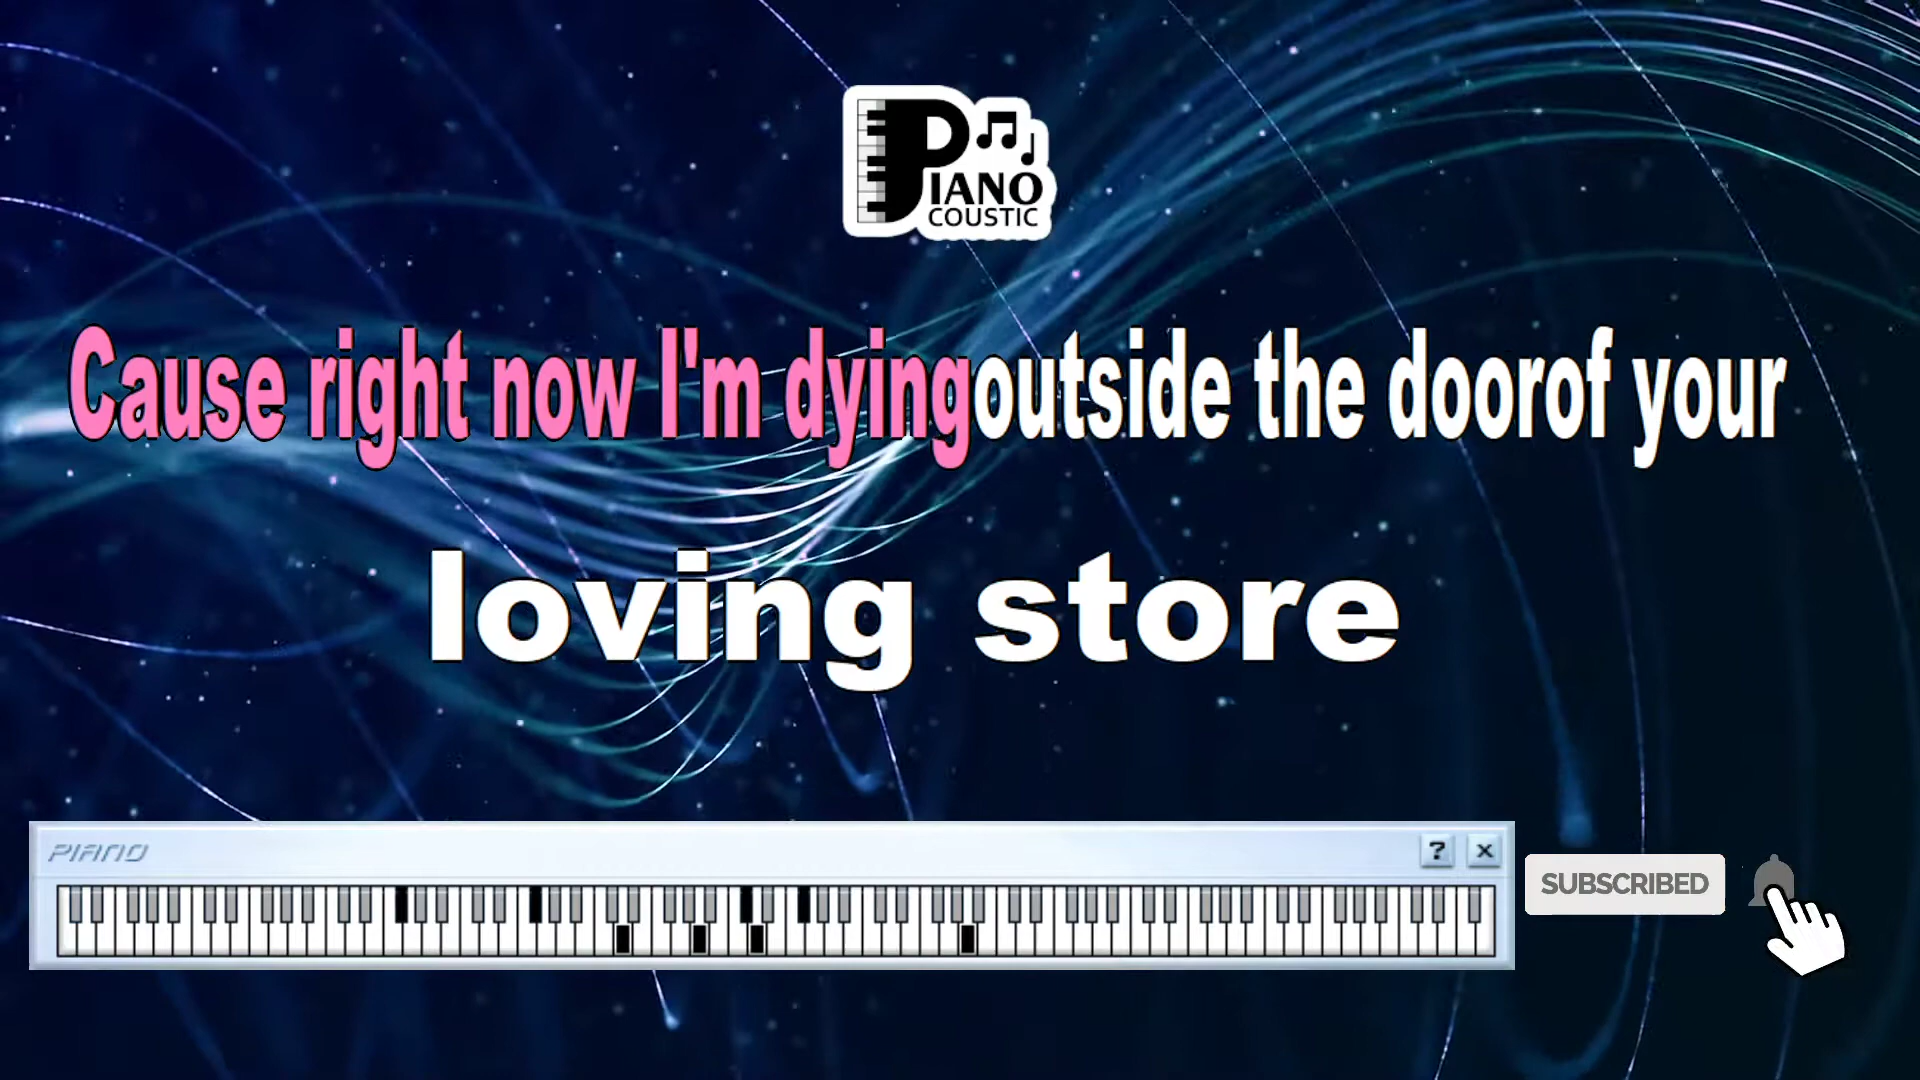 PIANO
COUSTIC
Cause right now I'm dyingoutside the doorof your
loving store
PIANO
? x
SUBSCRIBED